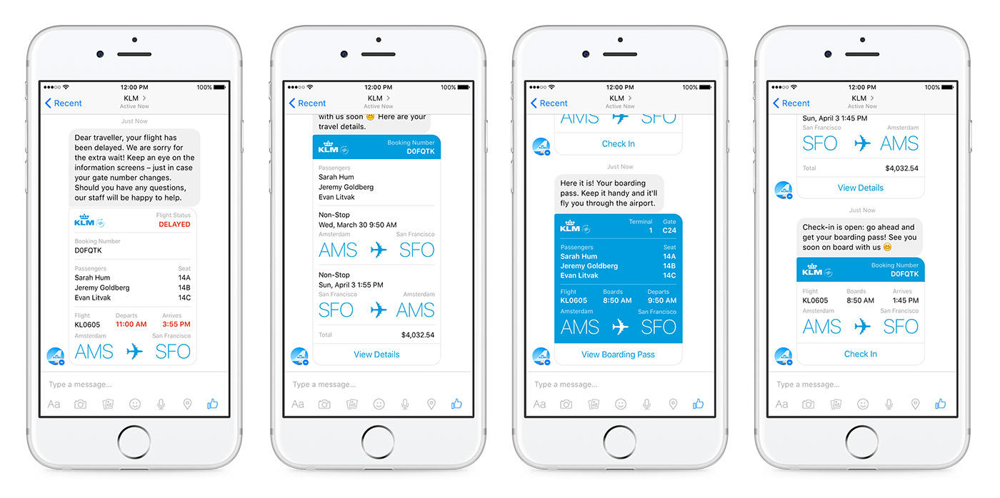 12:00 PM
100%
Recent
KLM
Active Now
Just Now
Dear traveller, your flight has
been delayed. We are sorry for
the extra wait! Keep an eye on the
information screens – just in case
your gate number changes.
Should you have any questions,
our staff will be happy to help.
KLM
Flight Status
DELAYED
Booking Number
D0FQTK
Passengers Seat
Sarah Hum 14A
Jeremy Goldberg 14B
Evan Litvak 14C
Flight Departs Arrives
KL0605 11:00 AM 3:55 PM
Amsterdam San Francisco
AMS SFO
Type a message...
Aa
12:00 PM
100%
Recent
KLM
Active Now
with us soon 😊 Here are your
travel details.
KLM
Booking Number
D0FQTK
Passengers
Sarah Hum
Jeremy Goldberg
Evan Litvak
Non-Stop
Wed, March 30 9:50 AM
Amsterdam San Francisco
AMS SFO
Non-Stop
Sun, April 3 1:55 PM
San Francisco Amsterdam
SFO AMS
Total $4,032.54
View Details
Type a message...
Aa
12:00 PM
100%
Recent
KLM
Active Now
AMS SFO
Check In
Just Now
Here it is! Your boarding
pass. Keep it handy and it'll
fly you through the airport.
KLM
Terminal Gate
1 C24
Passengers Seat
Sarah Hum 14A
Jeremy Goldberg 14B
Evan Litvak 14C
Flight Boards Departs
KL0605 8:50 AM 9:50 AM
Amsterdam San Francisco
AMS SFO
View Boarding Pass
Type a message...
Aa
12:00 PM
100%
Recent
KLM
Active Now
Sun, April 3 1:45 PM
San Francisco Amsterdam
SFO AMS
Total $4,032.54
View Details
Just Now
Check-in is open: go ahead and
get your boarding pass! See you
soon on board with us 😊
KLM
Booking Number
D0FQTK
Flight Boards Arrives
KL0605 8:50 AM 1:45 PM
Amsterdam San Francisco
AMS SFO
Check In
Type a message...
Aa